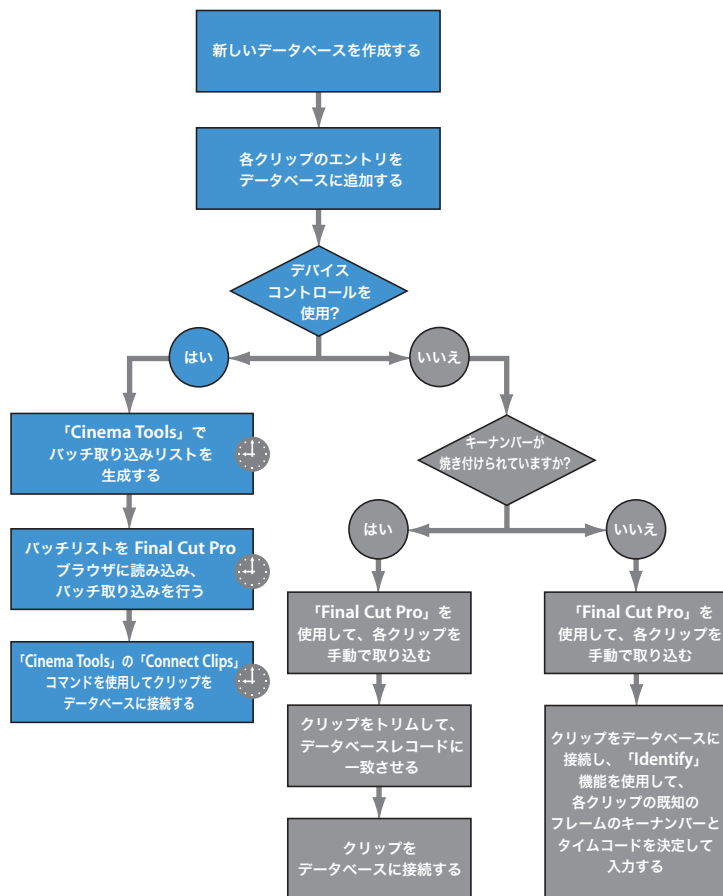 新しいデータベースを作成する
各クリップのエントリを
データベースに追加する
デバイス
コントロールを
使用?
はい
いいえ
「Cinema Tools」で
バッチ取り込みリストを
生成する
バッチリストを Final Cut Pro
ブラウザに読み込み、
バッチ取り込みを行う
「Cinema Tools」の「Connect Clips」
コマンドを使用してクリップを
データベースに接続する
キーナンバーが
焼き付けられていますか?
はい
いいえ
「Final Cut Pro」を
使用して、各クリップを
手動で取り込む
クリップをトリムして、
データベースレコードに
一致させる
クリップを
データベースに接続する
「Final Cut Pro」を
使用して、各クリップを
手動で取り込む
クリップをデータベースに
接続し、「Identify」
機能を使用して、
各クリップの既知の
フレームのキーナンバーと
タイムコードを決定して
入力する